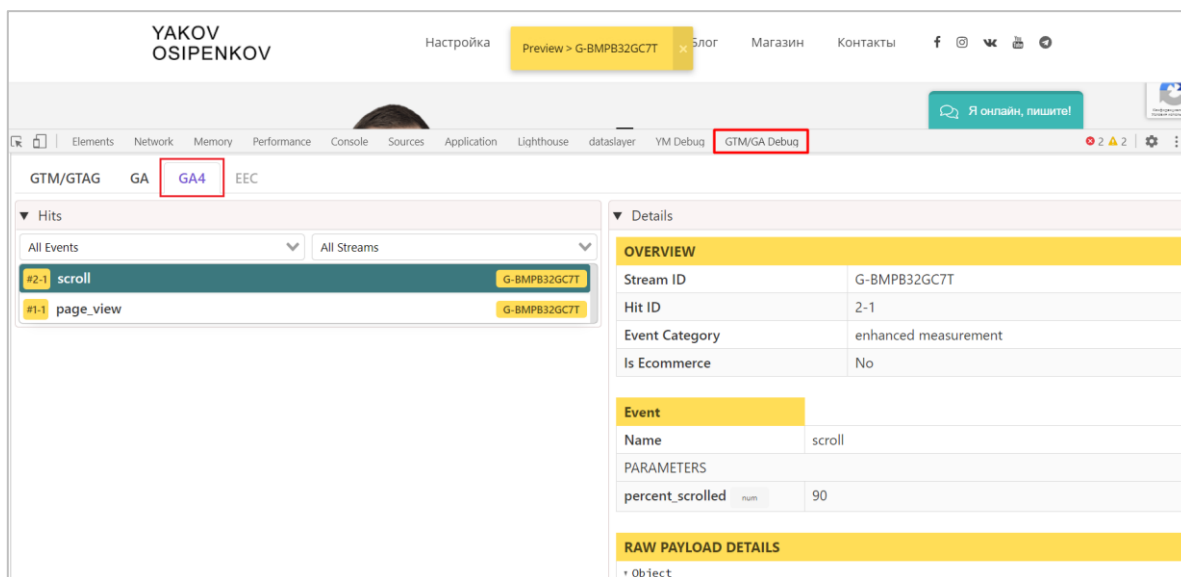 YAKOV
OSIPENKOV
Настройка
Preview > G-BMPB32GC7T ×
Блог
Магазин
Контакты
Я онлайн, пишите!
Elements Network Memory Performance Console Sources Application Lighthouse dataslayer YM Debug GTM/GA Debug 2 2
GTM/GTAG GA GA4 EEC
Hits
All Events All Streams
#2-1 scroll G-BMPB32GC7T
#1-1 page_view G-BMPB32GC7T
Details
OVERVIEW
Stream ID G-BMPB32GC7T
Hit ID 2-1
Event Category enhanced measurement
Is Ecommerce No
Event
Name scroll
PARAMETERS
percent_scrolled num 90
RAW PAYLOAD DETAILS
Object